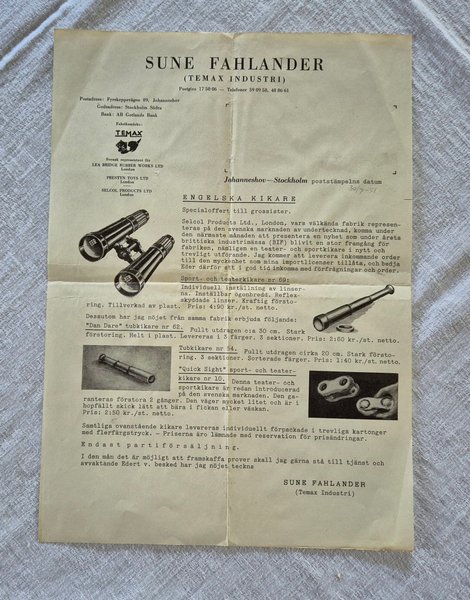 SUNE FAHLANDER
(TEMAX INDUSTRI)
Postgiro 17 50 06 — Telefoner 59 09 58, 48 86 61
Postadress: Fyrskeppsvägen 89, Johanneshov
Godsadress: Stockholm Södra
Bank: AB Gotlands Bank
Fabriksmärke:
TEMAX
Svensk representant för
LEA BRIDGE RUBBER WORKS LTD
London
PRESTEN TOYS LTD
London
SELCOL PRODUCTS LTD
London
Johanneshov—Stockholm poststämpelns datum
ENGELSKA KIKARE
Specialoffert till grossister.
Selcol Products Ltd., London, vars välkända fabrik represen-
teras på den svenska marknaden av undertecknad, komma under
den närmaste månaden att presentera en nyhet som under årets
brittiska industrimässa (BIF) blivit en stor framgång för
fabriken, nämligen en teater- och sportkikare i nytt och
trevligt utförande. Jag kommer att leverera inkommande order
till den myckenhet som mina importlicenser tillåta, och bedja
Eder därför att i god tid inkomma med förfrågningar och order.
Sport- och teaterkikare nr 69:
Individuell inställning av linser-
na. Inställbar ögonbredd. Reflex-
skyddade linser. Kraftig försto-
ring. Tillverkad av plast. Pris: 4:90 kr./st. netto.
Dessutom har jag nöjet från samma fabrik erbjuda följande:
"Dan Dare" tubkikare nr 62. Fullt utdragen c:a 30 cm. Stark
förstoring. Helt i plast. Levereras i 3 färger. 3 sektioner. Pris: 2:60 kr./st. netto.
Tubkikare nr 54. Fullt utdragen cirka 20 cm. Stark försto-
ring. 3 sektioner. Sorterade färger. Pris: 1:40 kr./st. netto.
"Quick Sight" sport- och teater-
kikare nr 10. Denna teater- och
sportkikare är redan introducerad
på den svenska marknaden. Den ga-
ranteras förstora 2 gånger. Den väger mycket litet och är i
hopfällt skick lätt att bära i fickan eller väskan.
Pris: 2:50 kr./st. netto.
Samtliga ovanstående kikare levereras individuellt förpackade i trevliga kartonger
med flerfärgstryck. — Priserna äro lämnade med reservation för prisändringar.
Endast partiförsäljning.
I den mån det är möjligt att framskaffa prover skall jag gärna stå till tjänst och
avvaktande Edert v. besked har jag nöjet teckna
SUNE FAHLANDER
(Temax Industri)